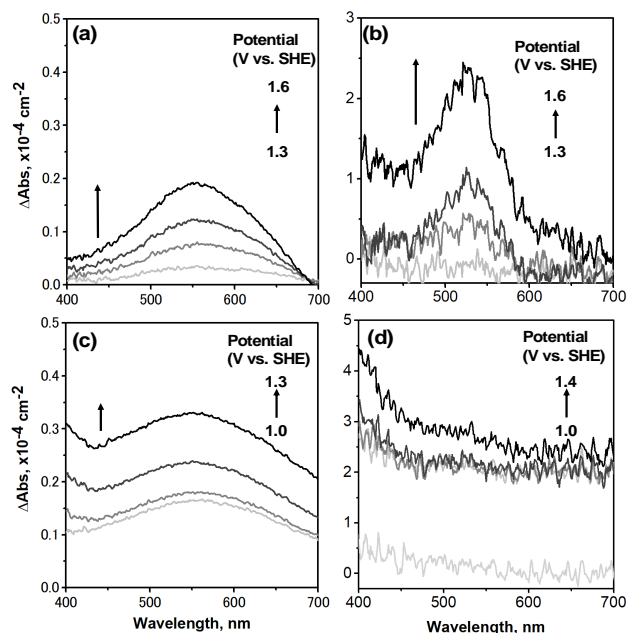 (a)
Potential
(V vs. SHE)
1.6
1.3
ΔAbs, x10⁻⁴ cm⁻²
0.5
0.4
0.3
0.2
0.1
0.0
400 500 600 700
(b)
Potential
(V vs. SHE)
1.6
1.3
3
2
1
0
400 500 600 700
(c)
Potential
(V vs. SHE)
1.3
1.0
ΔAbs, x10⁻⁴ cm⁻²
0.5
0.4
0.3
0.2
0.1
0.0
400 500 600 700
Wavelength, nm
(d)
Potential
(V vs. SHE)
1.4
1.0
5
4
3
2
1
0
400 500 600 700
Wavelength, nm